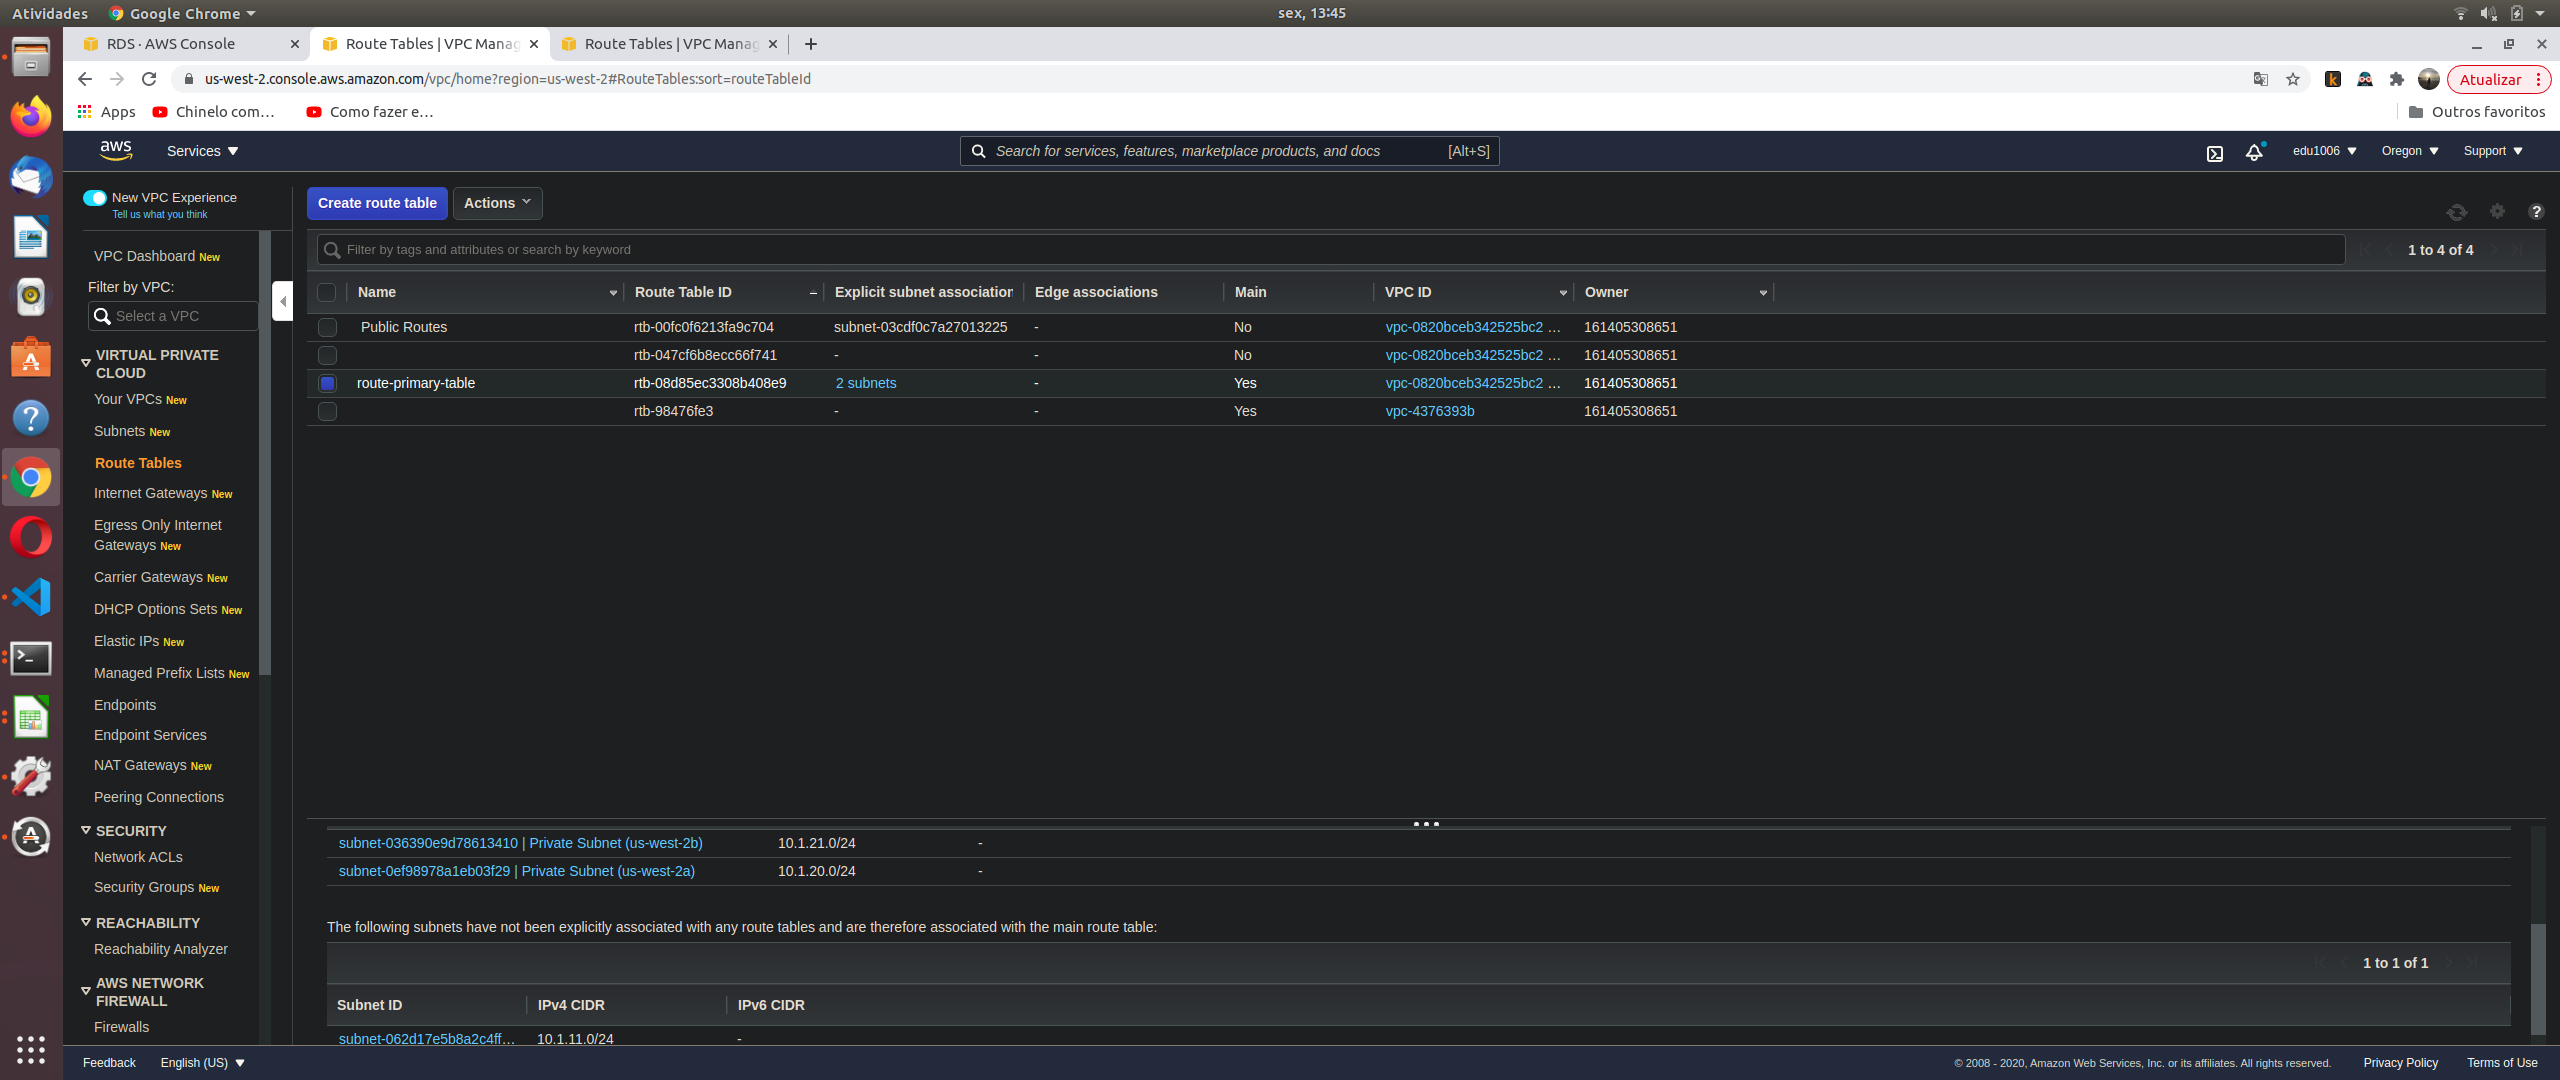 Atividades
Google Chrome
sex, 13:45
RDS · AWS Console
Route Tables | VPC Manag
Route Tables | VPC Manag
us-west-2.console.aws.amazon.com/vpc/home?region=us-west-2#RouteTables:sort=routeTableId
Atualizar
Apps
Chinelo com...
Como fazer e...
Outros favoritos
aws
Services
Search for services, features, marketplace products, and docs
[Alt+S]
edu1006
Oregon
Support
New VPC Experience
Tell us what you think
Create route table
Actions
VPC Dashboard New
Filter by VPC:
Select a VPC
VIRTUAL PRIVATE
CLOUD
Your VPCs New
Subnets New
Route Tables
Internet Gateways New
Egress Only Internet
Gateways New
Carrier Gateways New
DHCP Options Sets New
Elastic IPs New
Managed Prefix Lists New
Endpoints
Endpoint Services
NAT Gateways New
Peering Connections
SECURITY
Network ACLs
Security Groups New
REACHABILITY
Reachability Analyzer
AWS NETWORK
FIREWALL
Firewalls
Filter by tags and attributes or search by keyword
1 to 4 of 4
Name Route Table ID Explicit subnet association Edge associations Main VPC ID Owner
Public Routes rtb-00fc0f6213fa9c704 subnet-03cdf0c7a27013225 - No vpc-0820bceb342525bc2 ... 161405308651
rtb-047cf6b8ecc66f741 - - No vpc-0820bceb342525bc2 ... 161405308651
route-primary-table rtb-08d85ec3308b408e9 2 subnets - Yes vpc-0820bceb342525bc2 ... 161405308651
rtb-98476fe3 - - Yes vpc-4376393b 161405308651
subnet-036390e9d78613410 | Private Subnet (us-west-2b) 10.1.21.0/24 -
subnet-0ef98978a1eb03f29 | Private Subnet (us-west-2a) 10.1.20.0/24 -
The following subnets have not been explicitly associated with any route tables and are therefore associated with the main route table:
1 to 1 of 1
Subnet ID IPv4 CIDR IPv6 CIDR
subnet-062d17e5b8a2c4ff... 10.1.11.0/24 -
Feedback
English (US)
© 2008 - 2020, Amazon Web Services, Inc. or its affiliates. All rights reserved.
Privacy Policy
Terms of Use